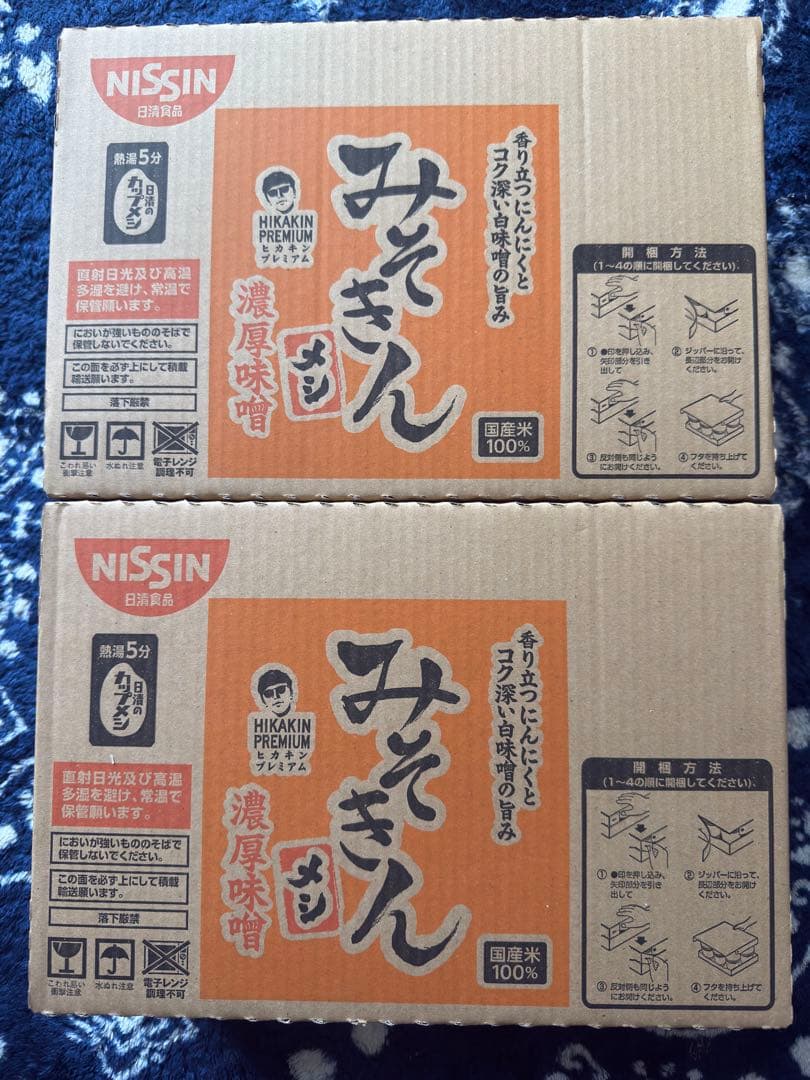 NISSIN
日清食品
熱湯5分
日清の
カップメシ
直射日光及び高温
多湿を避け、常温で
保管願います。
においが強いもののそばで
保管しないでください。
この面を必ず上にして積載
輸送願います。
落下厳禁
こわれ易い
衝撃注意
水ぬれ注意
電子レンジ
調理不可
HIKAKIN
PREMIUM
ヒカキン
プレミアム
みそきん
メシ
濃厚味噌
香り立つにんにくと
コク深い白味噌の旨み
国産米
100%
開梱方法
(1~4の順に開梱してください)
① ●印を押し込み、
矢印部分を引き
出して
② ジッパーに沿って、
長辺部分をお開け
ください。
③ 反対側も同じよう
にお開けください。
④ フタを持ち上げて
ください。
NISSIN
日清食品
熱湯5分
日清の
カップメシ
直射日光及び高温
多湿を避け、常温で
保管願います。
においが強いもののそばで
保管しないでください。
この面を必ず上にして積載
輸送願います。
落下厳禁
こわれ易い
衝撃注意
水ぬれ注意
電子レンジ
調理不可
HIKAKIN
PREMIUM
ヒカキン
プレミアム
みそきん
メシ
濃厚味噌
香り立つにんにくと
コク深い白味噌の旨み
国産米
100%
開梱方法
(1~4の順に開梱してください)
① ●印を押し込み、
矢印部分を引き
出して
② ジッパーに沿って、
長辺部分をお開け
ください。
③ 反対側も同じよう
にお開けください。
④ フタを持ち上げて
ください。